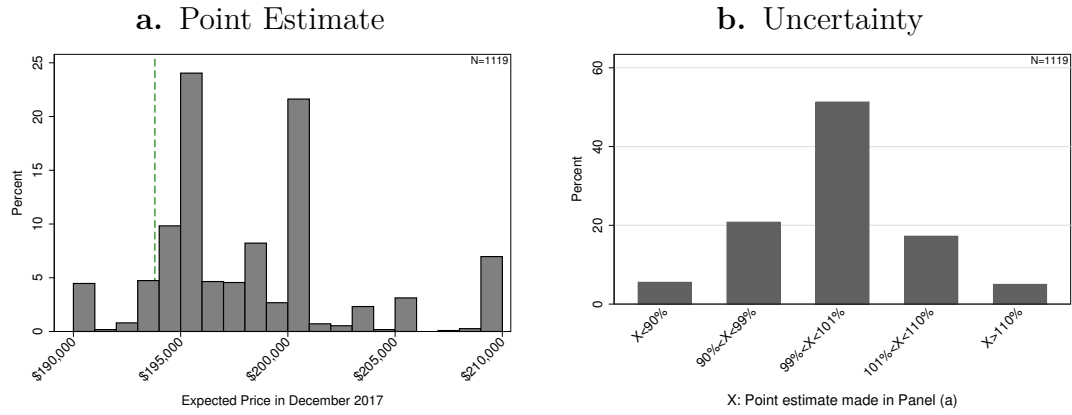 a. Point Estimate
N=1119
25
20
15
10
5
0
Percent
$190,000
$195,000
$200,000
$205,000
$210,000
Expected Price in December 2017
b. Uncertainty
N=1119
60
40
20
0
Percent
X<90%
90%<X<99%
99%<X<101%
101%<X<110%
X>110%
X: Point estimate made in Panel (a)